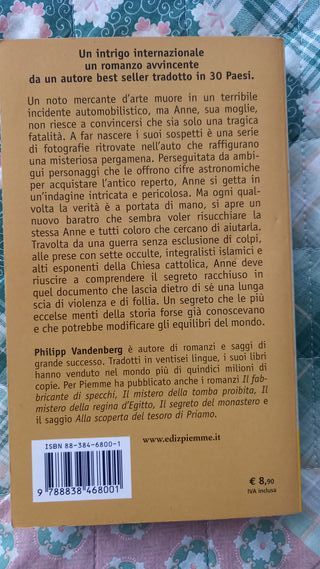 Un intrigo internazionale
un romanzo avvincente
da un autore best seller tradotto in 30 Paesi.
Un noto mercante d'arte muore in un terribile
incidente automobilistico, ma Anne, sua moglie,
non riesce a convincersi che sia solo una tragica
fatalità. A far nascere i suoi sospetti è una serie
di fotografie ritrovate nell'auto che raffigurano
una misteriosa pergamena. Perseguitata da ambi-
gui personaggi che le offrono cifre astronomiche
per acquistare l'antico reperto, Anne si getta in
un'indagine intricata e pericolosa. Ma ogni qual-
volta la verità è a portata di mano, si apre un
nuovo baratro che sembra voler risucchiare la
stessa Anne e tutti coloro che cercano di aiutarla.
Travolta da una guerra senza esclusione di colpi,
alle prese con sette occulte, integralisti islamici e
alti esponenti della Chiesa cattolica, Anne deve
riuscire a comprendere il segreto racchiuso in
quel documento che lascia dietro di sé una lunga
scia di violenza e di follia. Un segreto che le più
eccelse menti della storia forse già conoscevano
e che potrebbe modificare gli equilibri del mondo.
Philipp Vandenberg è autore di romanzi e saggi di
grande successo. Tradotti in ventisei lingue, i suoi libri
hanno venduto nel mondo più di quindici milioni di
copie. Per Piemme ha pubblicato anche i romanzi Il fab-
bricante di specchi, Il mistero della tomba proibita, Il
mistero della regina d'Egitto, Il segreto del monastero e
il saggio Alla scoperta del tesoro di Priamo.
www.edizpiemme.it
ISBN 88-384-6800-1
9 788838 468001
€ 8,90
IVA inclusa